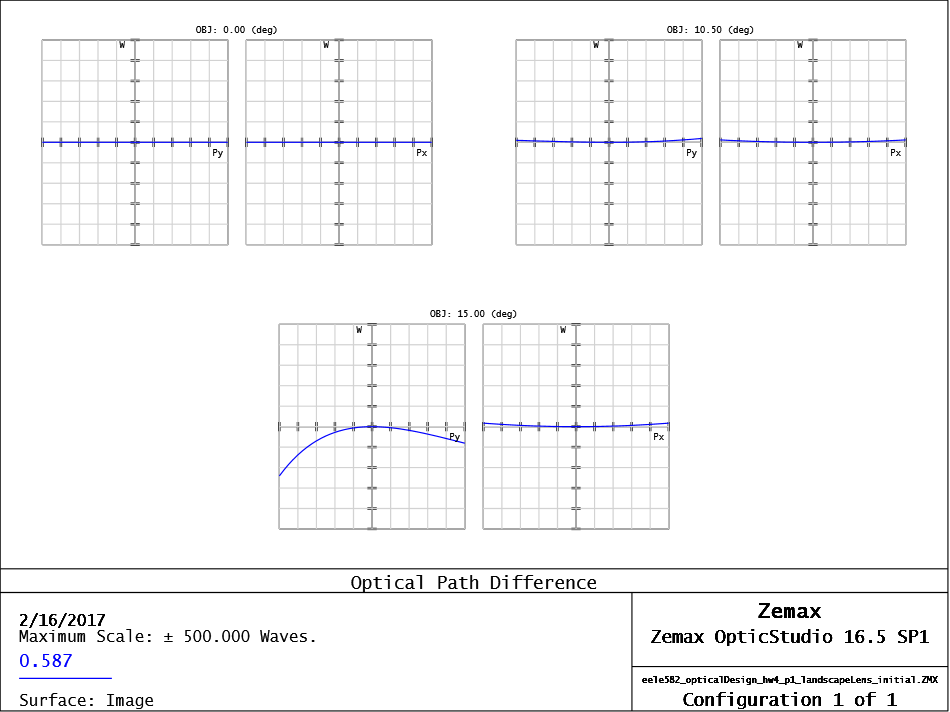 OBJ: 0.00 (deg)
OBJ: 10.50 (deg)
W
W
W
W
Py
Px
Py
Px
OBJ: 15.00 (deg)
W
W
Py
Px
Optical Path Difference
2/16/2017
Maximum Scale: ± 500.000 Waves.
0.587
Surface: Image
Zemax
Zemax OpticStudio 16.5 SP1
eele582_opticalDesign_hw4_p1_landscapeLens_initial.ZMX
Configuration 1 of 1